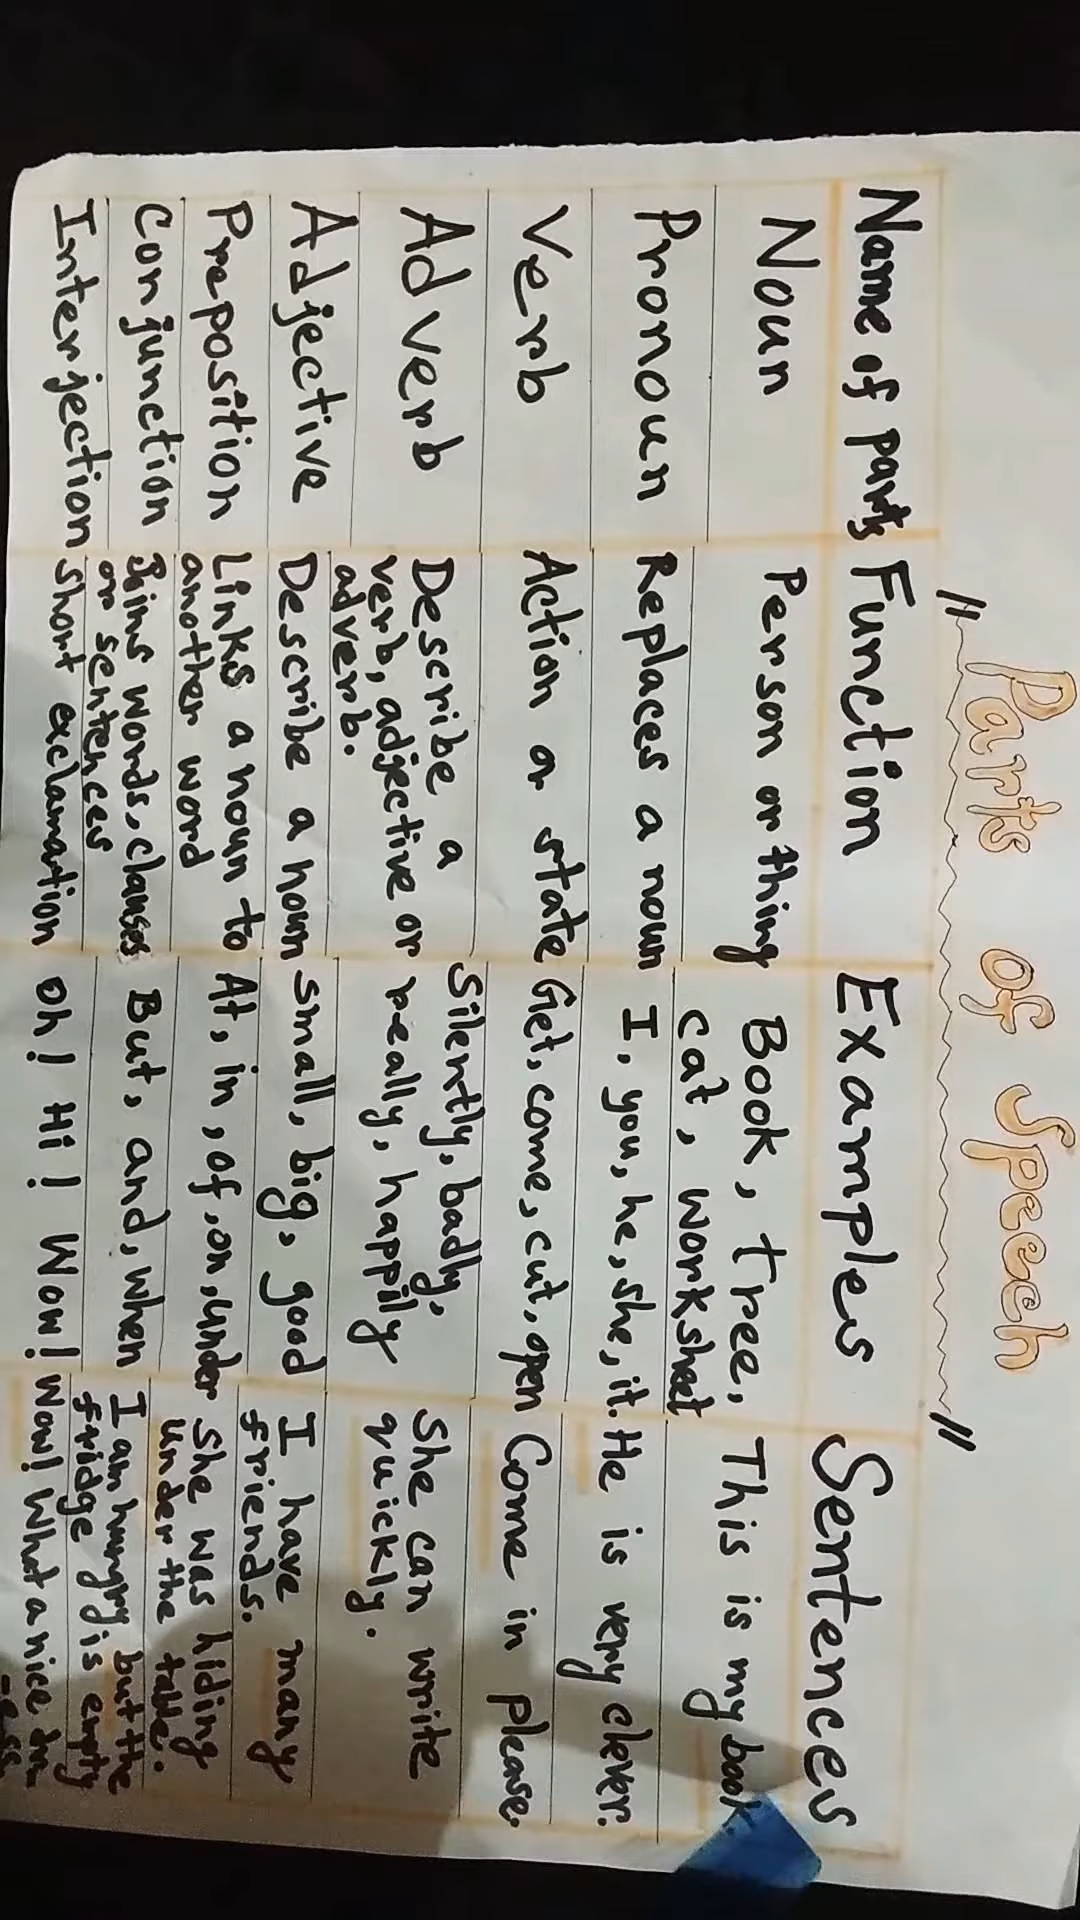 "Parts of Speech"
Name of parts Function Examples Sentences
Noun Person or thing Book, tree, cat, worksheet This is my book.
Pronoun Replaces a noun I, you, he, she, it. He is very clever.
Verb Action or state Get, come, cut, open Come in please.
Adverb Describe a verb, adjective or adverb. Silently, badly, really, happily She can write quickly.
Adjective Describe a noun small, big, good I have many friends.
Preposition Links a noun to another word At, in, of, on, under She was hiding under the table.
Conjunction Joins words, clauses or sentences But, and, when I am hungry but the fridge is empty
Interjection Short exclamation Oh! Hi! Wow! Wow! What a nice